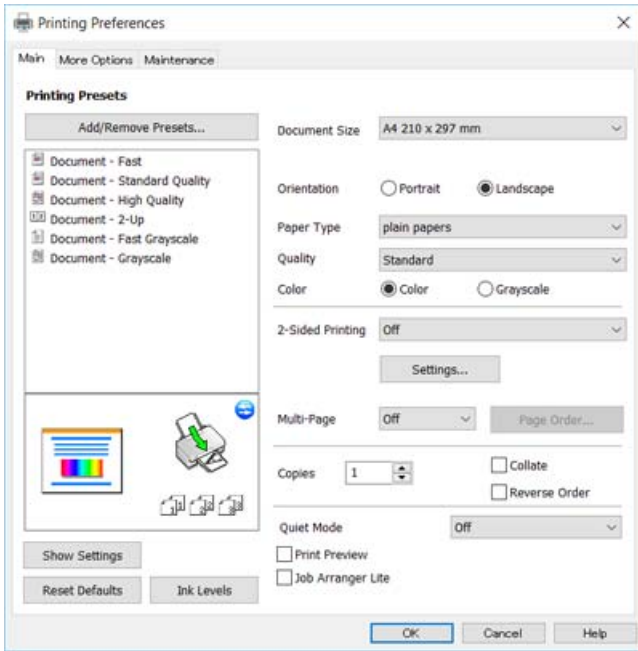 Printing Preferences
Main More Options Maintenance
Printing Presets
Add/Remove Presets...
Document - Fast
Document - Standard Quality
Document - High Quality
Document - 2-Up
Document - Fast Grayscale
Document - Grayscale
Show Settings
Reset Defaults Ink Levels
Document Size A4 210 x 297 mm
Orientation Portrait Landscape
Paper Type plain papers
Quality Standard
Color Color Grayscale
2-Sided Printing Off
Settings...
Multi-Page Off Page Order...
Copies 1 Collate
Reverse Order
Quiet Mode Off
Print Preview
Job Arranger Lite
OK Cancel Help